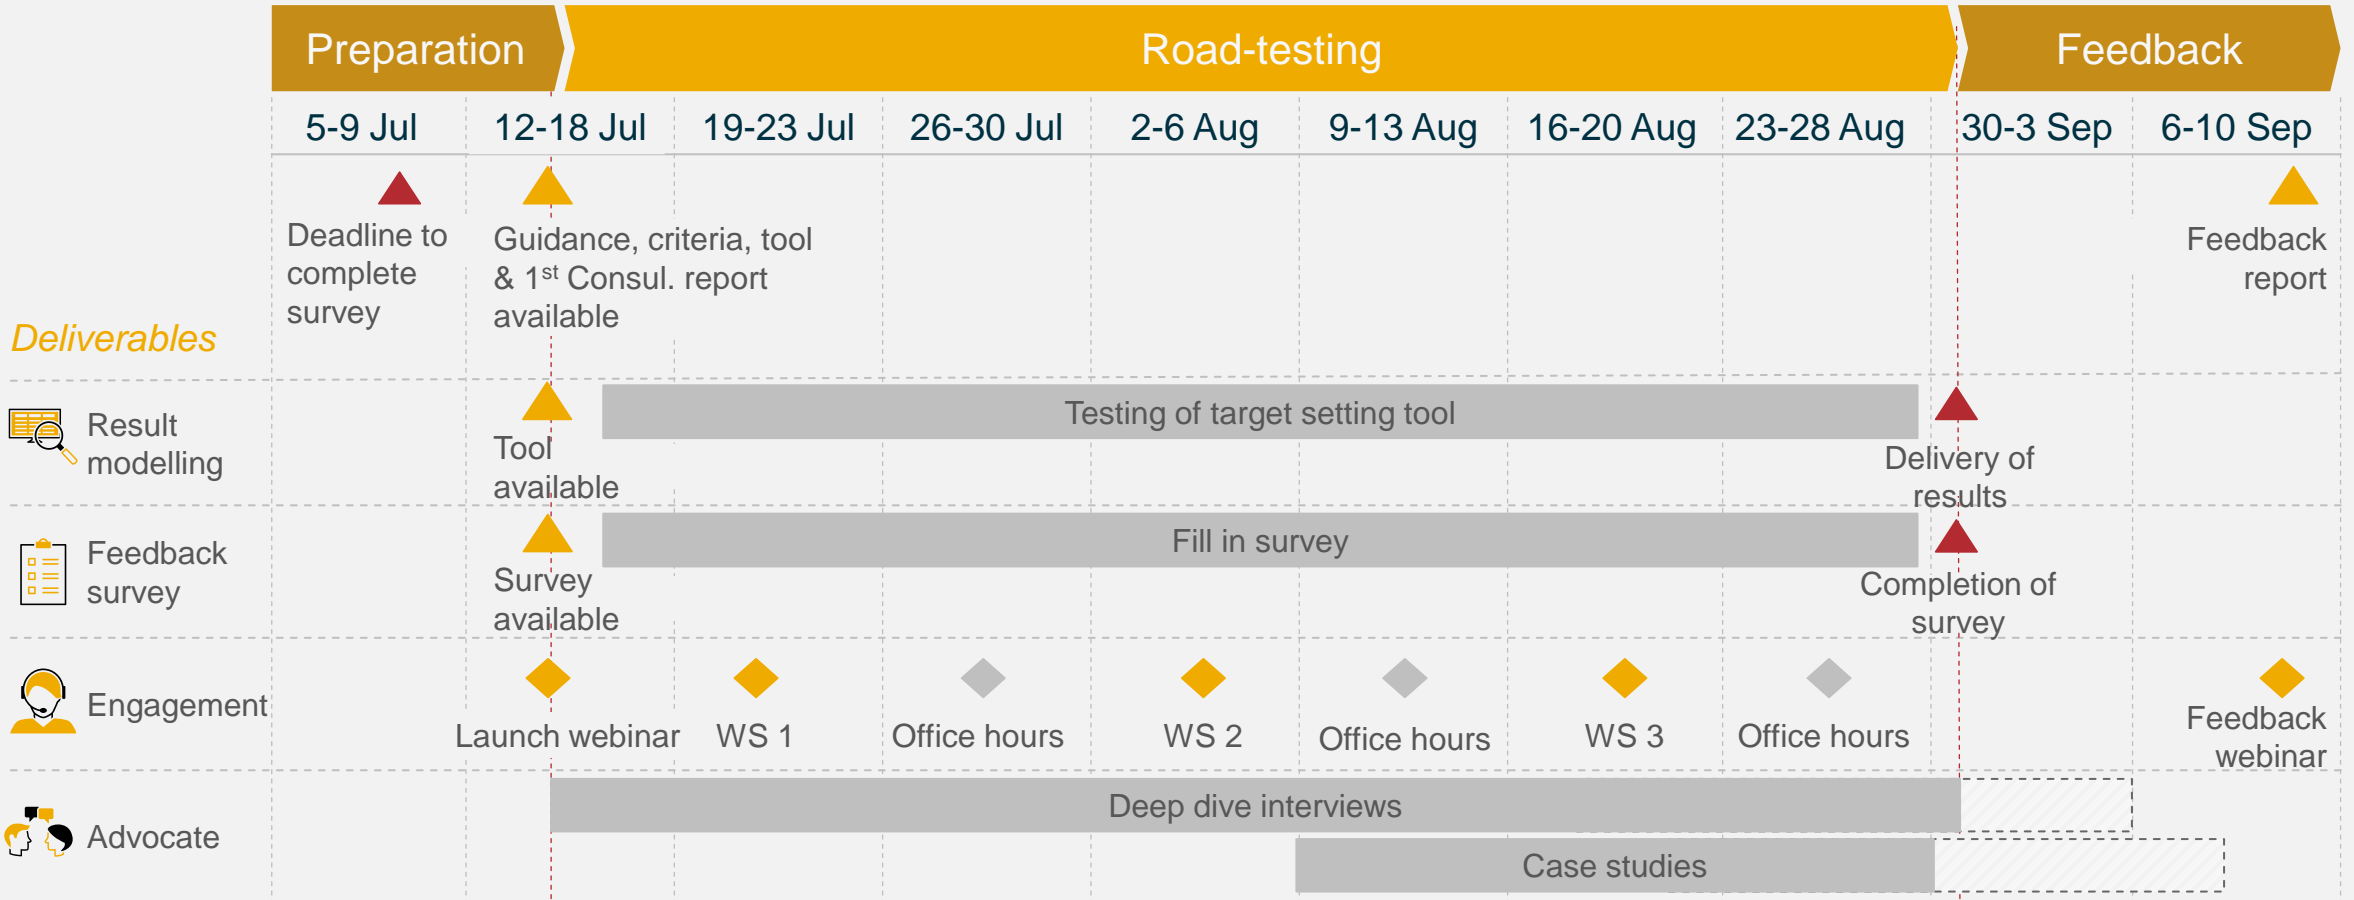 Preparation
Road-testing
Feedback
5-9 Jul
12-18 Jul
19-23 Jul
26-30 Jul
2-6 Aug
9-13 Aug
16-20 Aug
23-28 Aug
30-3 Sep
6-10 Sep
Deliverables
Deadline to
complete
survey
Guidance, criteria, tool
& 1st Consul. report
available
Feedback
report
Result
modelling
Tool
available
Testing of target setting tool
Delivery of
results
Feedback
survey
Survey
available
Fill in survey
Completion of
survey
Engagement
Launch webinar
WS 1
Office hours
WS 2
Office hours
WS 3
Office hours
Feedback
webinar
Advocate
Deep dive interviews
Case studies